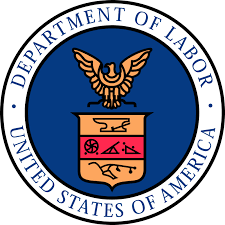 DEPARTMENT OF LABOR
UNITED STATES OF AMERICA